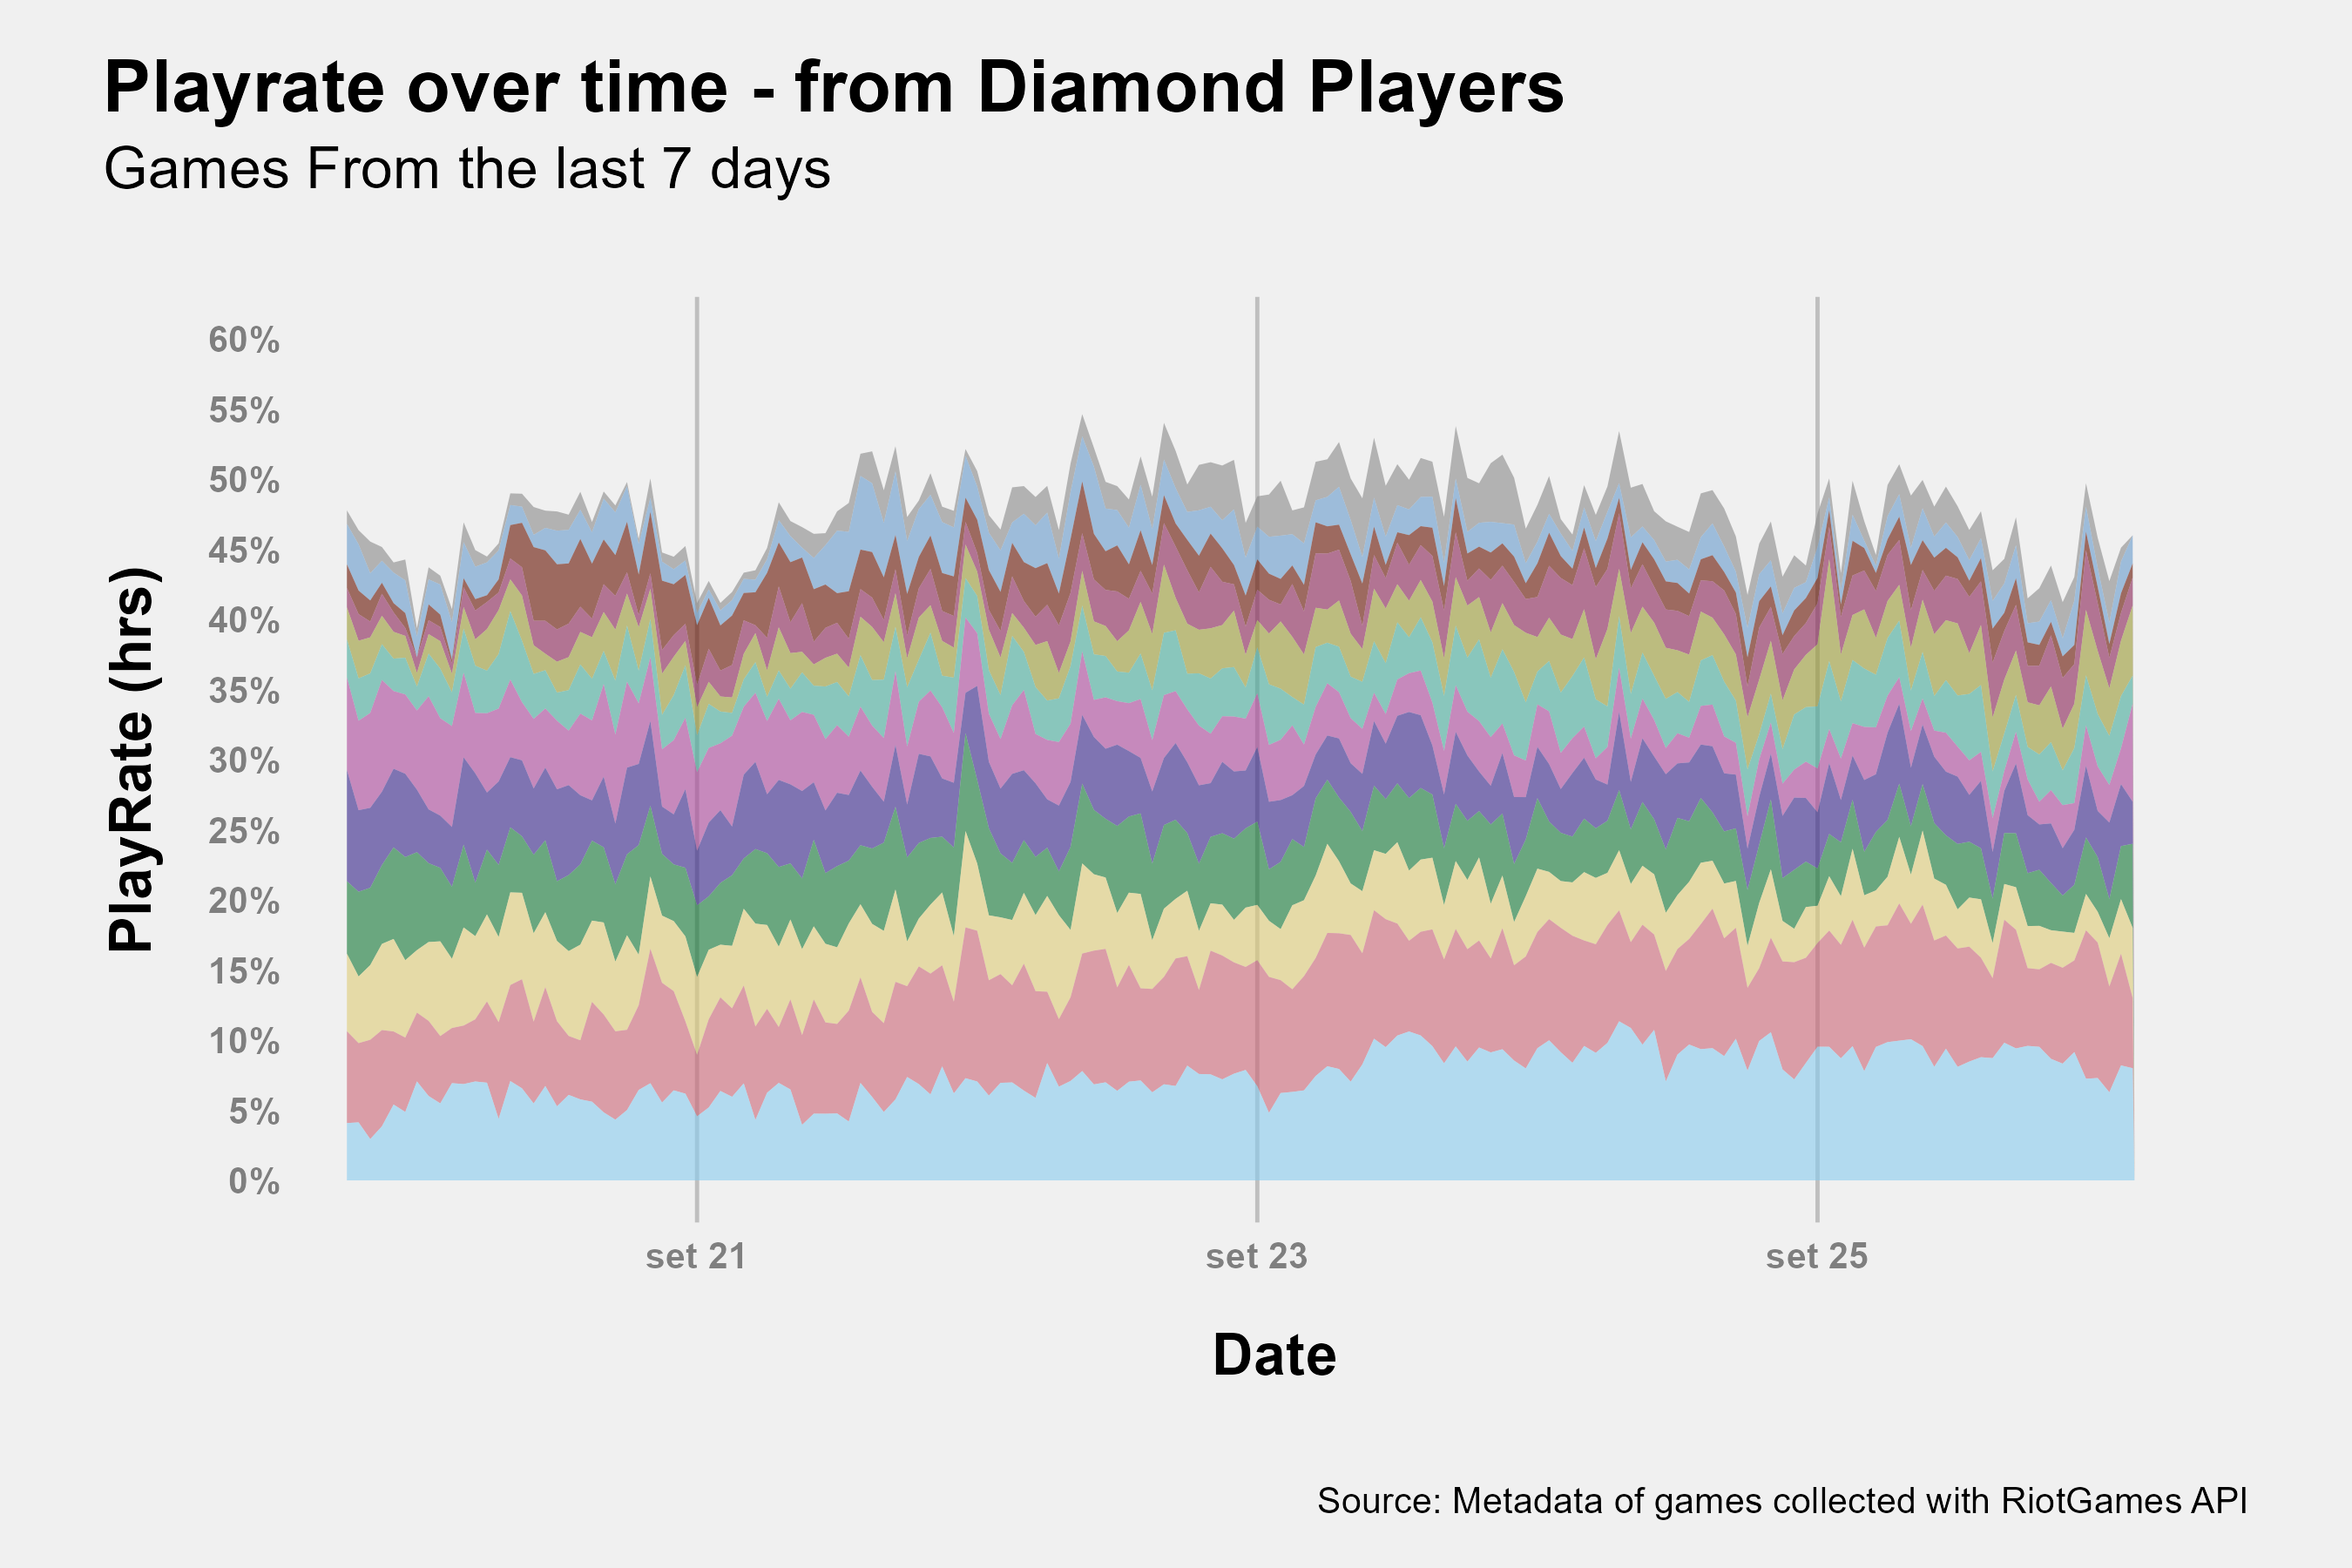 Playrate over time - from Diamond Players
Games From the last 7 days
60%
55%
50%
45%
40%
35%
30%
25%
20%
15%
10%
5%
0%
PlayRate (hrs)
set 21
set 23
set 25
Date
Source: Metadata of games collected with RiotGames API